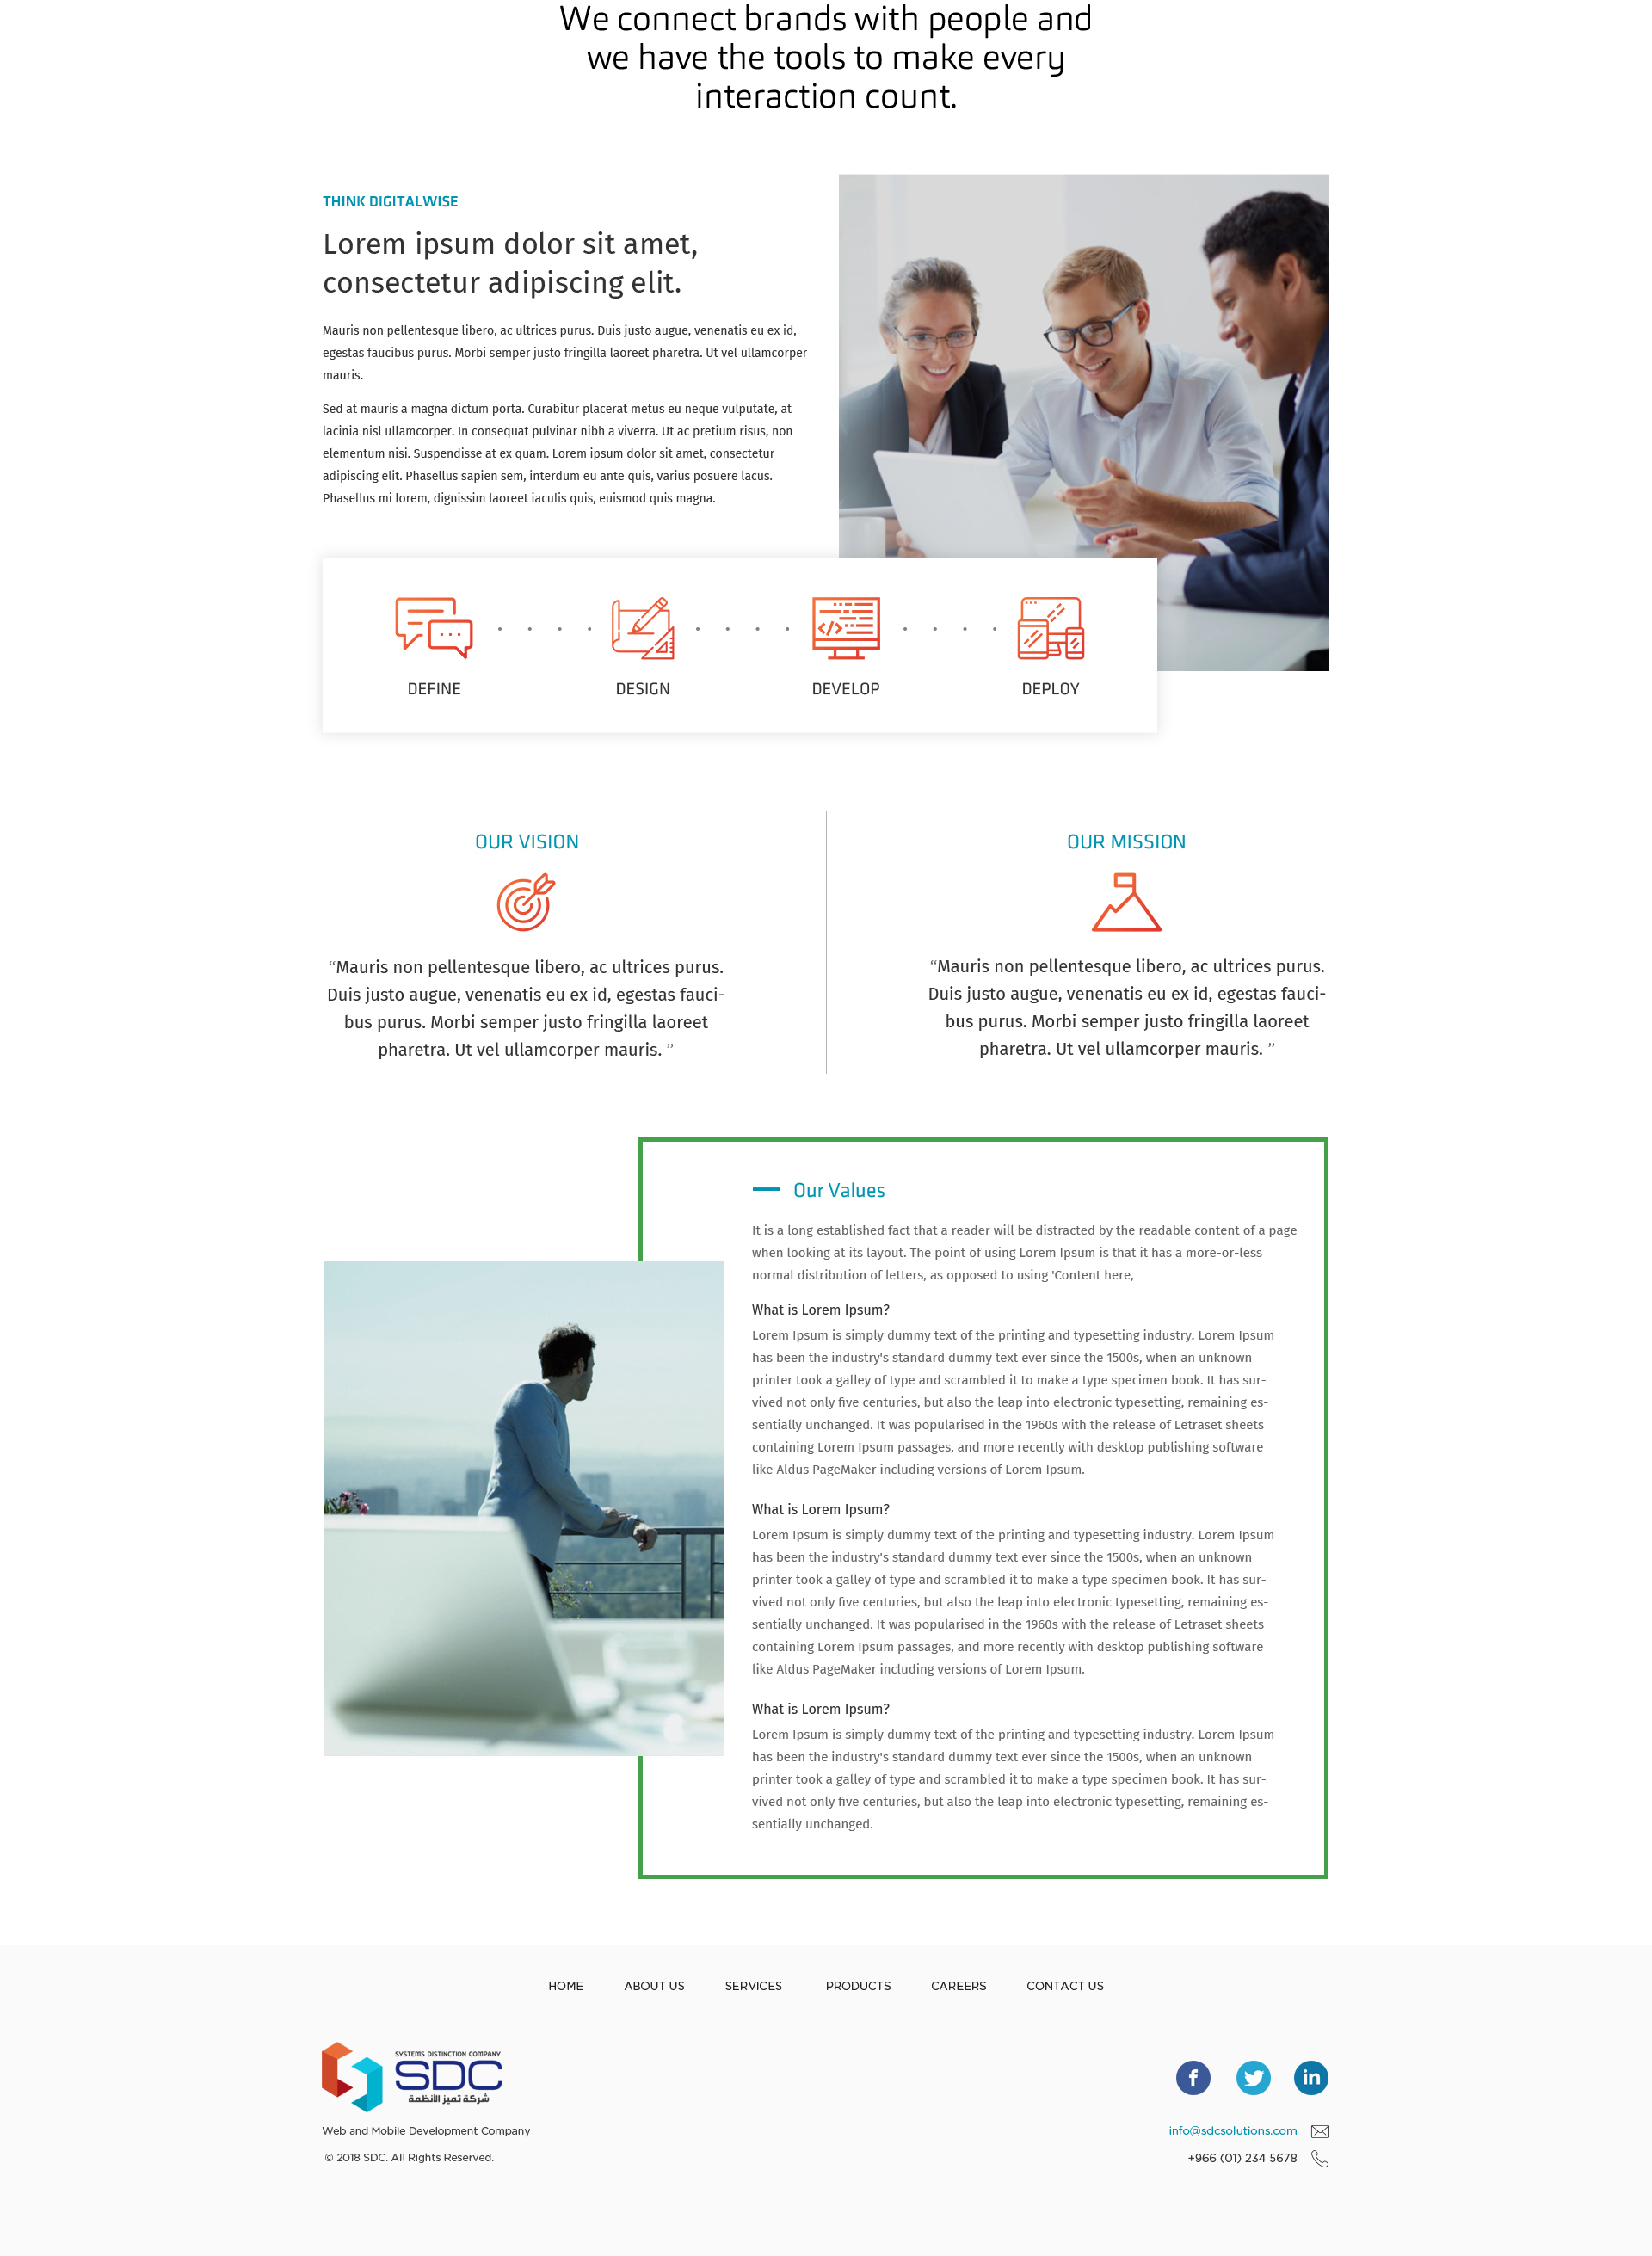 We connect brands with people and
we have the tools to make every
interaction count.
THINK DIGITALWISE
Lorem ipsum dolor sit amet,
consectetur adipiscing elit.
Mauris non pellentesque libero, ac ultrices purus. Duis justo augue, venenatis eu ex id,
egestas faucibus purus. Morbi semper justo fringilla laoreet pharetra. Ut vel ullamcorper
mauris.
Sed at mauris a magna dictum porta. Curabitur placerat metus eu neque vulputate, at
lacinia nisl ullamcorper. In consequat pulvinar nibh a viverra. Ut ac pretium risus, non
elementum nisi. Suspendisse at ex quam. Lorem ipsum dolor sit amet, consectetur
adipiscing elit. Phasellus sapien sem, interdum eu ante quis, varius posuere lacus.
Phasellus mi lorem, dignissim laoreet iaculis quis, euismod quis magna.
DEFINE
DESIGN
DEVELOP
DEPLOY
OUR VISION
“Mauris non pellentesque libero, ac ultrices purus.
Duis justo augue, venenatis eu ex id, egestas fauci-
bus purus. Morbi semper justo fringilla laoreet
pharetra. Ut vel ullamcorper mauris. ”
OUR MISSION
“Mauris non pellentesque libero, ac ultrices purus.
Duis justo augue, venenatis eu ex id, egestas fauci-
bus purus. Morbi semper justo fringilla laoreet
pharetra. Ut vel ullamcorper mauris. ”
Our Values
It is a long established fact that a reader will be distracted by the readable content of a page
when looking at its layout. The point of using Lorem Ipsum is that it has a more-or-less
normal distribution of letters, as opposed to using 'Content here,
What is Lorem Ipsum?
Lorem Ipsum is simply dummy text of the printing and typesetting industry. Lorem Ipsum
has been the industry's standard dummy text ever since the 1500s, when an unknown
printer took a galley of type and scrambled it to make a type specimen book. It has sur-
vived not only five centuries, but also the leap into electronic typesetting, remaining es-
sentially unchanged. It was popularised in the 1960s with the release of Letraset sheets
containing Lorem Ipsum passages, and more recently with desktop publishing software
like Aldus PageMaker including versions of Lorem Ipsum.
What is Lorem Ipsum?
Lorem Ipsum is simply dummy text of the printing and typesetting industry. Lorem Ipsum
has been the industry's standard dummy text ever since the 1500s, when an unknown
printer took a galley of type and scrambled it to make a type specimen book. It has sur-
vived not only five centuries, but also the leap into electronic typesetting, remaining es-
sentially unchanged. It was popularised in the 1960s with the release of Letraset sheets
containing Lorem Ipsum passages, and more recently with desktop publishing software
like Aldus PageMaker including versions of Lorem Ipsum.
What is Lorem Ipsum?
Lorem Ipsum is simply dummy text of the printing and typesetting industry. Lorem Ipsum
has been the industry's standard dummy text ever since the 1500s, when an unknown
printer took a galley of type and scrambled it to make a type specimen book. It has sur-
vived not only five centuries, but also the leap into electronic typesetting, remaining es-
sentially unchanged.
HOME ABOUT US SERVICES PRODUCTS CAREERS CONTACT US
SYSTEMS DISTINCTION COMPANY
SDC
شركة تميز الأنظمة
Web and Mobile Development Company
© 2018 SDC. All Rights Reserved.
f in
info@sdcsolutions.com
+966 (01) 234 5678